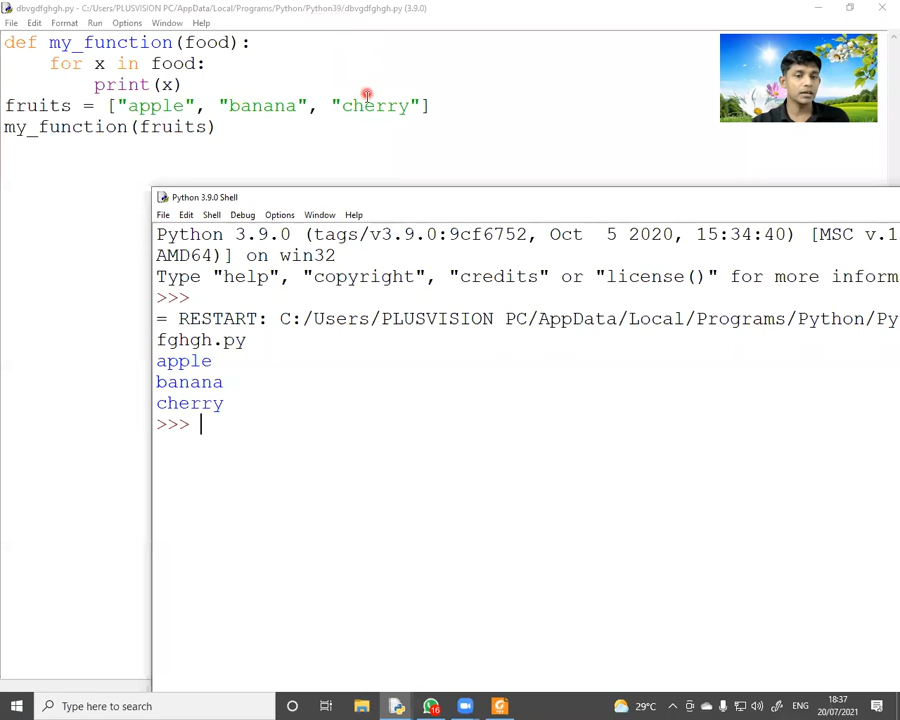 dbvgdfghgh.py - C:/Users/PLUSVISION PC/AppData/Local/Programs/Python/Python39/dbvgdfghgh.py (3.9.0)
File Edit Format Run Options Window Help
def my_function(food):
    for x in food:
        print(x)
fruits = ["apple", "banana", "cherry"]
my_function(fruits)
Python 3.9.0 Shell
File Edit Shell Debug Options Window Help
Python 3.9.0 (tags/v3.9.0:9cf6752, Oct  5 2020, 15:34:40) [MSC v.1
AMD64)] on win32
Type "help", "copyright", "credits" or "license()" for more inform
>>>
= RESTART: C:/Users/PLUSVISION PC/AppData/Local/Programs/Python/Py
fghgh.py
apple
banana
cherry
>>>
Type here to search
16
29°C
ENG
18:37
20/07/2021